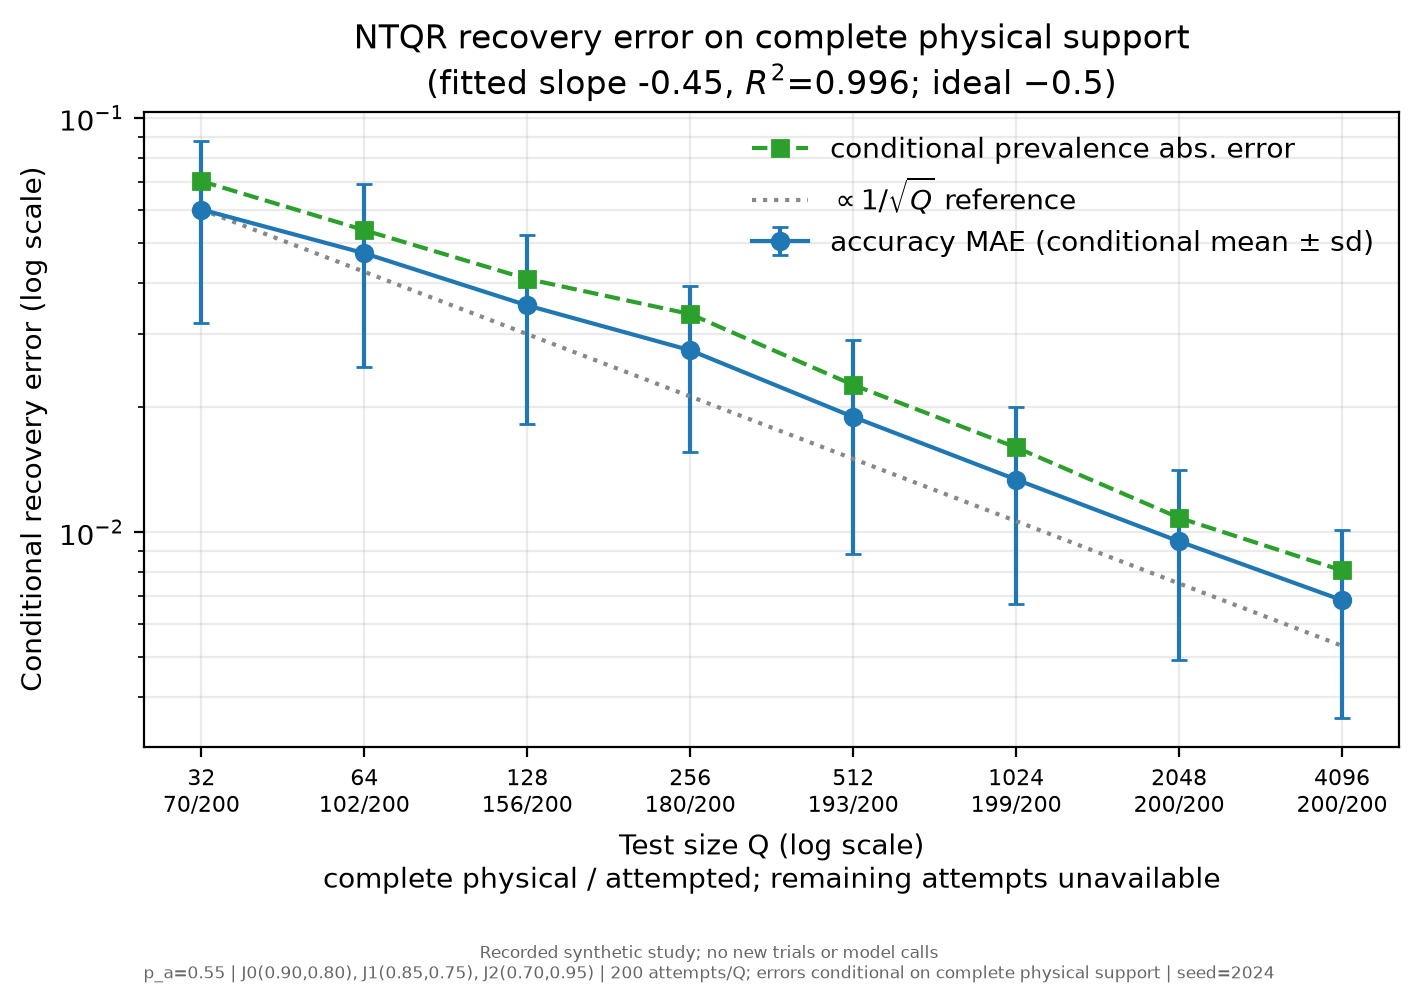 NTQR recovery error on complete physical support
(fitted slope -0.45, R²=0.996; ideal −0.5)
conditional prevalence abs. error
∝ 1/√Q reference
accuracy MAE (conditional mean ± sd)
Conditional recovery error (log scale)
10⁻¹
10⁻²
32 64 128 256 512 1024 2048 4096
70/200 102/200 156/200 180/200 193/200 199/200 200/200 200/200
Test size Q (log scale)
complete physical / attempted; remaining attempts unavailable
Recorded synthetic study; no new trials or model calls
p_a=0.55 | J0(0.90,0.80), J1(0.85,0.75), J2(0.70,0.95) | 200 attempts/Q; errors conditional on complete physical support | seed=2024